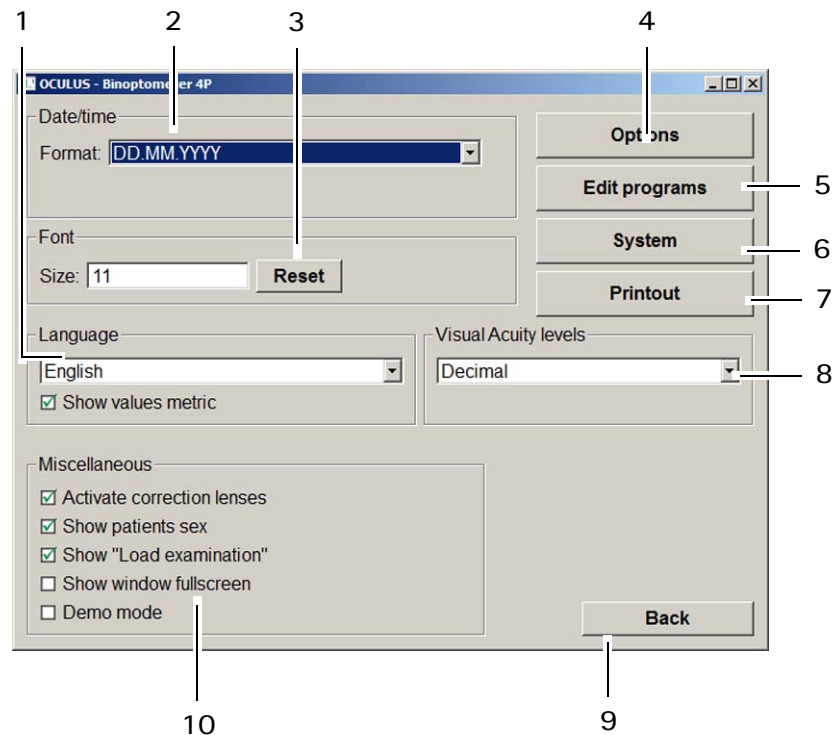 1 2 3 4
OCULUS - Binoptometer 4P
Date/time
Format: DD.MM.YYYY
Options
Edit programs 5
Font
System 6
Size: 11 Reset
Printout 7
Language Visual Acuity levels
English Decimal 8
Show values metric
Miscellaneous
Activate correction lenses
Show patients sex
Show "Load examination"
Show window fullscreen
Demo mode
Back
10 9